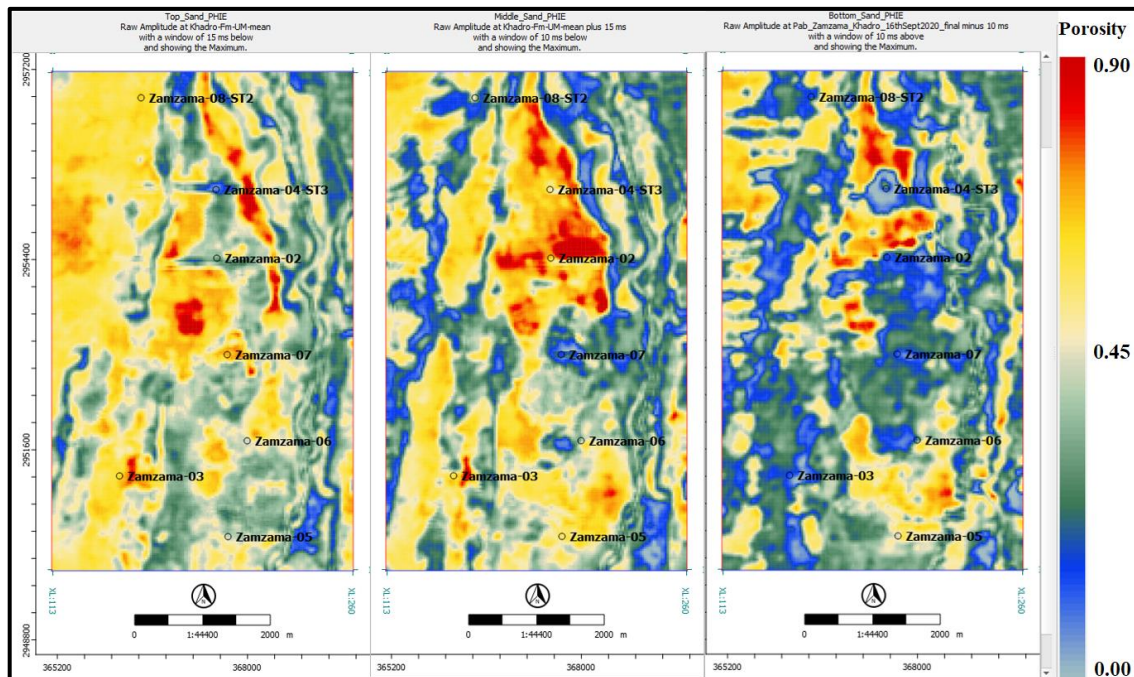 Top_Sand_PHIE
Raw Amplitude at Khadro-Fm-UM-mean
with a window of 15 ms below
and showing the Maximum.
Middle_Sand_PHIE
Raw Amplitude at Khadro-Fm-UM-mean plus 15 ms
with a window of 10 ms below
and showing the Maximum.
Bottom_Sand_PHIE
Raw Amplitude at Pab_Zamzama_Khadro_16thSept2020_final minus 10 ms
with a window of 10 ms above
and showing the Maximum.
Porosity
0.90
0.45
0.00
2957200
2954400
2951600
2948800
Zamzama-08-ST2
Zamzama-04-ST3
Zamzama-02
Zamzama-07
Zamzama-06
Zamzama-03
Zamzama-05
XL:113
XL:260
N
0 1:44400 2000 m
365200 368000
Zamzama-08-ST2
Zamzama-04-ST3
Zamzama-02
Zamzama-07
Zamzama-06
Zamzama-03
Zamzama-05
XL:113
XL:260
N
0 1:44400 2000 m
365200 368000
Zamzama-08-ST2
Zamzama-04-ST3
Zamzama-02
Zamzama-07
Zamzama-06
Zamzama-03
Zamzama-05
XL:113
XL:260
N
0 1:44400 2000 m
365200 368000